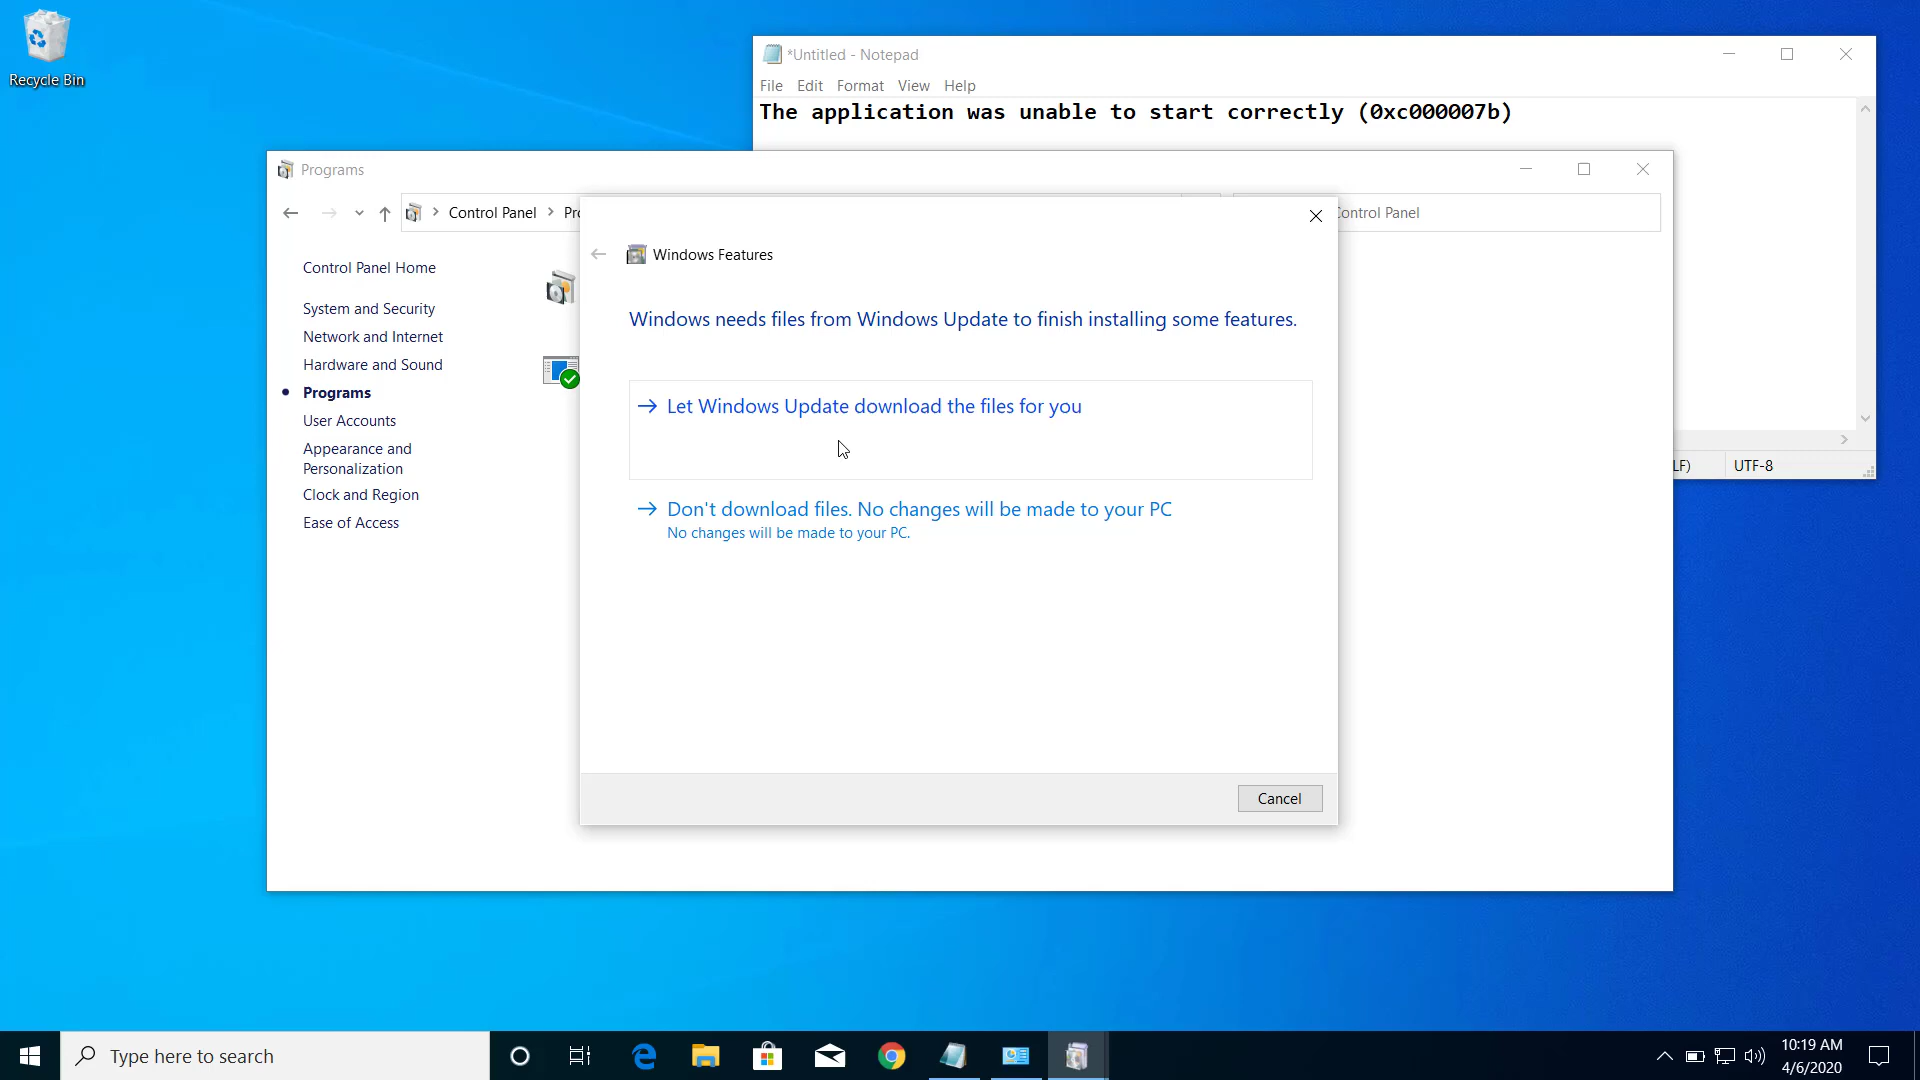 Recycle Bin
*Untitled - Notepad
File Edit Format View Help
The application was unable to start correctly (0xc000007b)
LF) UTF-8
Programs
Control Panel
Control Panel
Control Panel Home
System and Security
Network and Internet
Hardware and Sound
Programs
User Accounts
Appearance and
Personalization
Clock and Region
Ease of Access
Windows Features
Windows needs files from Windows Update to finish installing some features.
Let Windows Update download the files for you
Don't download files. No changes will be made to your PC
No changes will be made to your PC.
Cancel
Type here to search
10:19 AM
4/6/2020